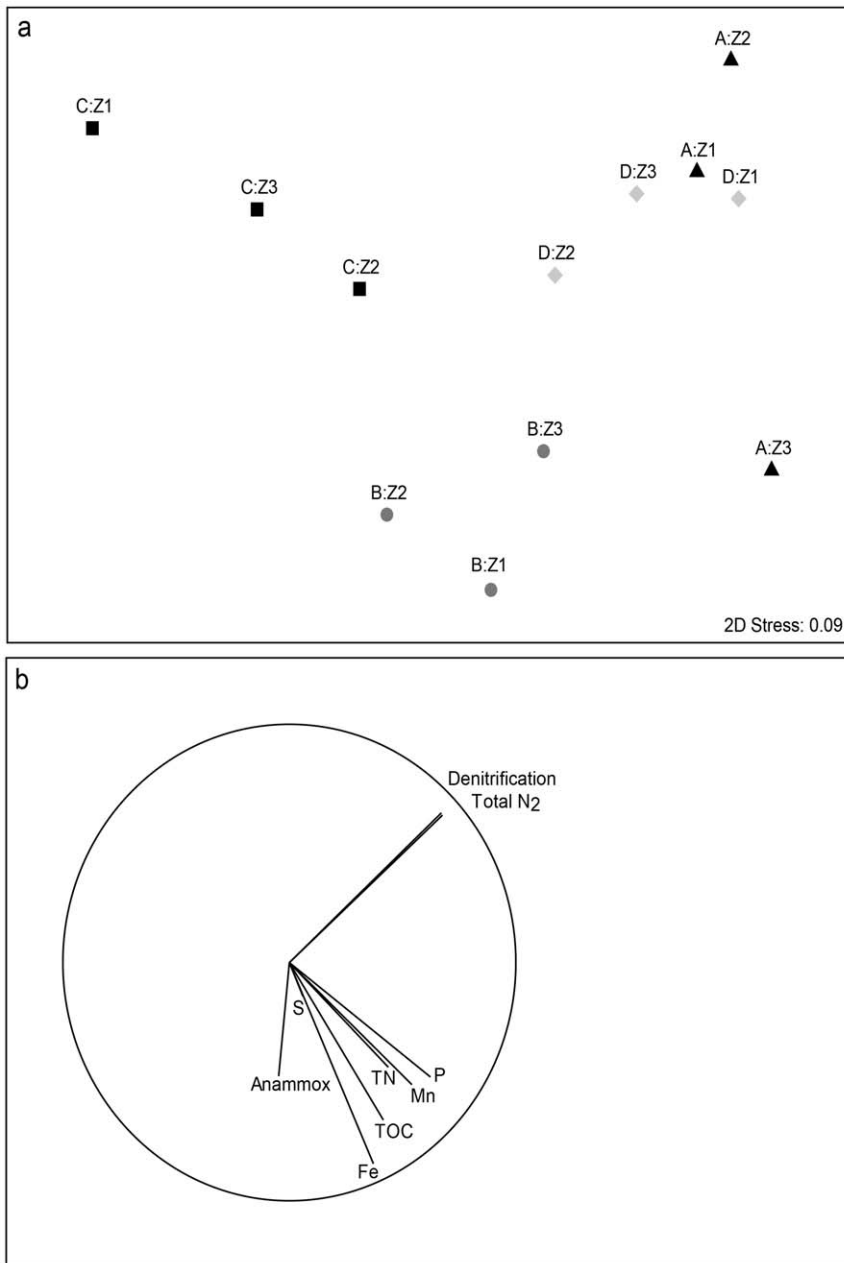 a
A:Z2
C:Z1
A:Z1
D:Z3
D:Z1
C:Z3
D:Z2
C:Z2
B:Z3
A:Z3
B:Z2
B:Z1
2D Stress: 0.09
b
Denitrification
Total N2
S
TN
P
Anammox
Mn
TOC
Fe